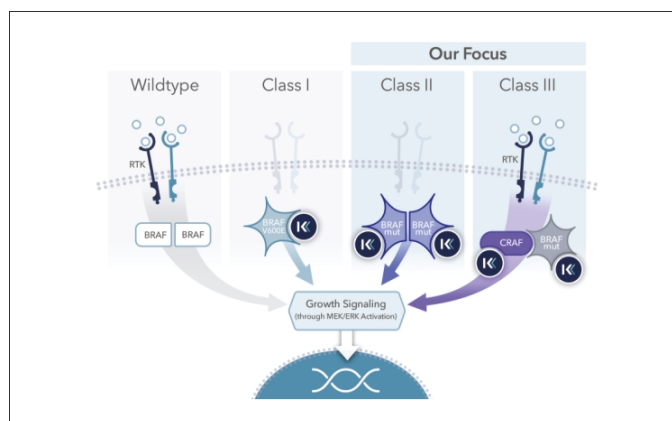 Our Focus
Wildtype
Class I
Class II
Class III
RTK
RTK
BRAF
BRAF
BRAF
V600E
BRAF
mut
BRAF
mut
CRAF
BRAF
mut
Growth Signaling
(through MEK/ERK Activation)